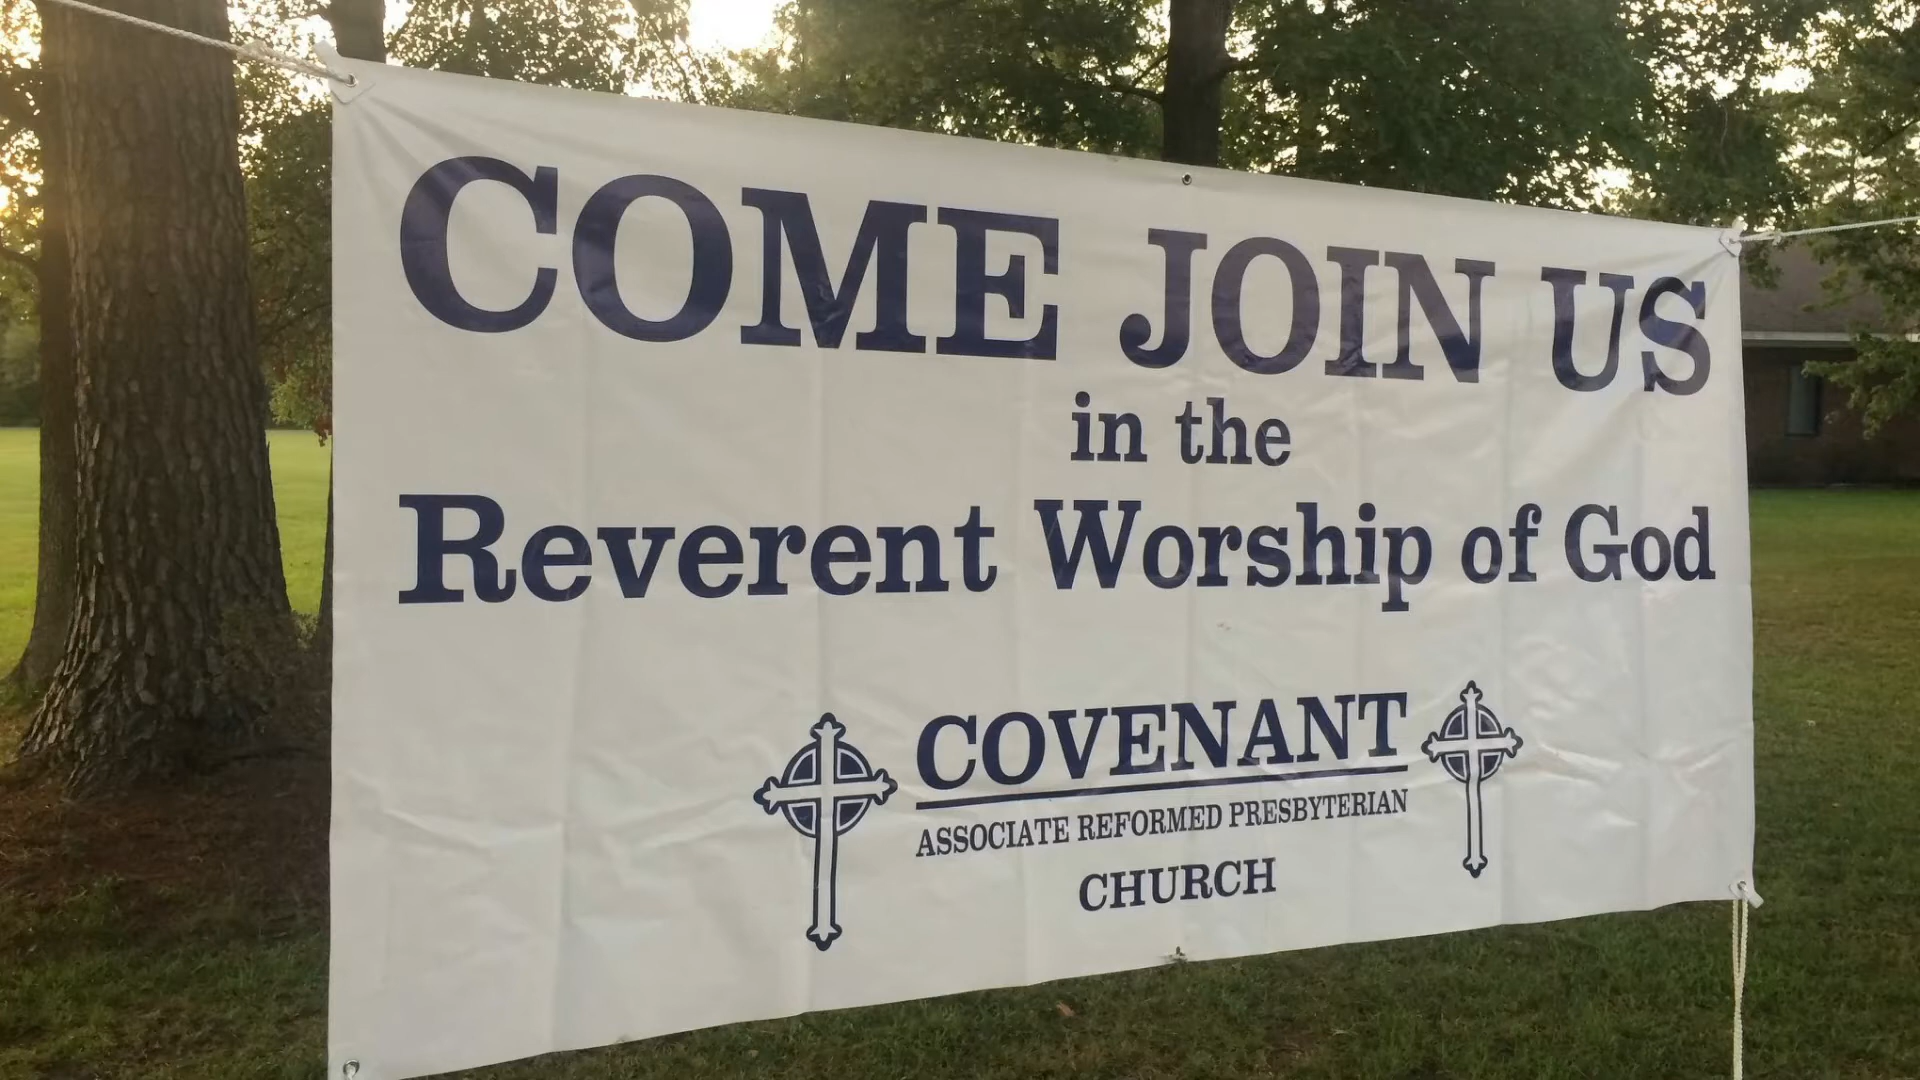 COME JOIN US
in the
Reverent Worship of God
COVENANT
ASSOCIATE REFORMED PRESBYTERIAN
CHURCH